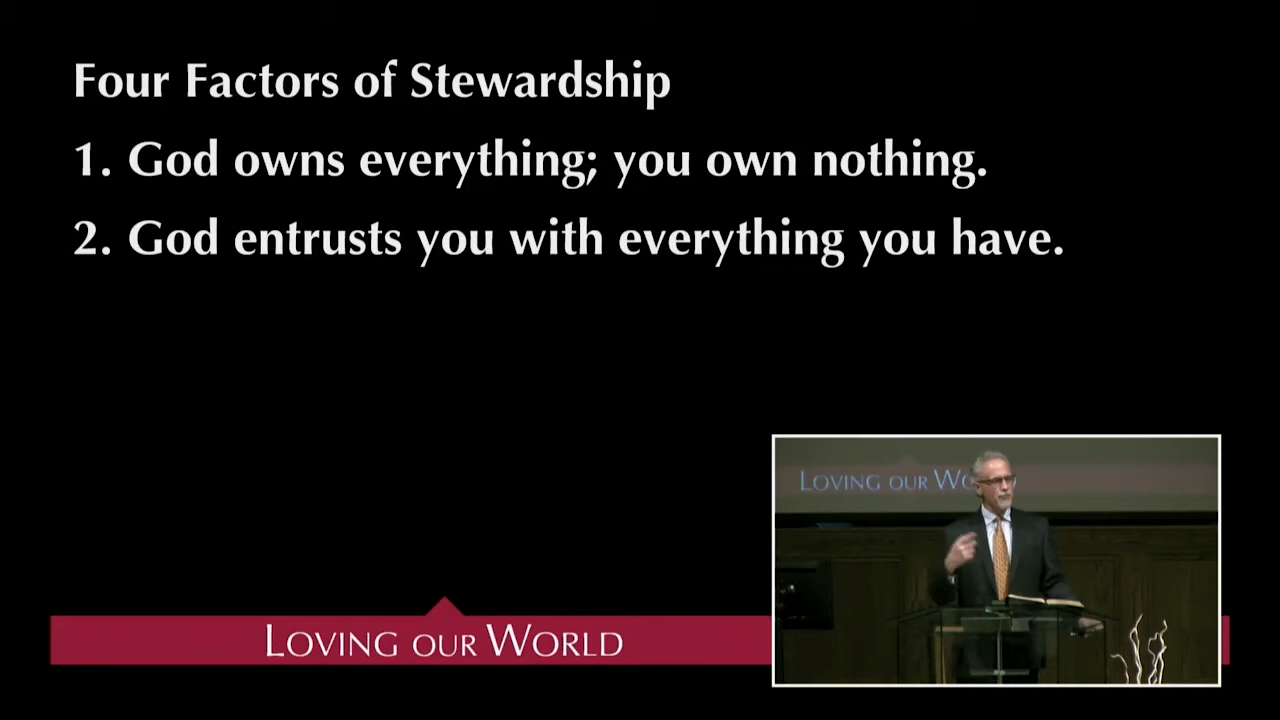 Four Factors of Stewardship
1. God owns everything; you own nothing.
2. God entrusts you with everything you have.
LOVING OUR WO
LOVING OUR WORLD